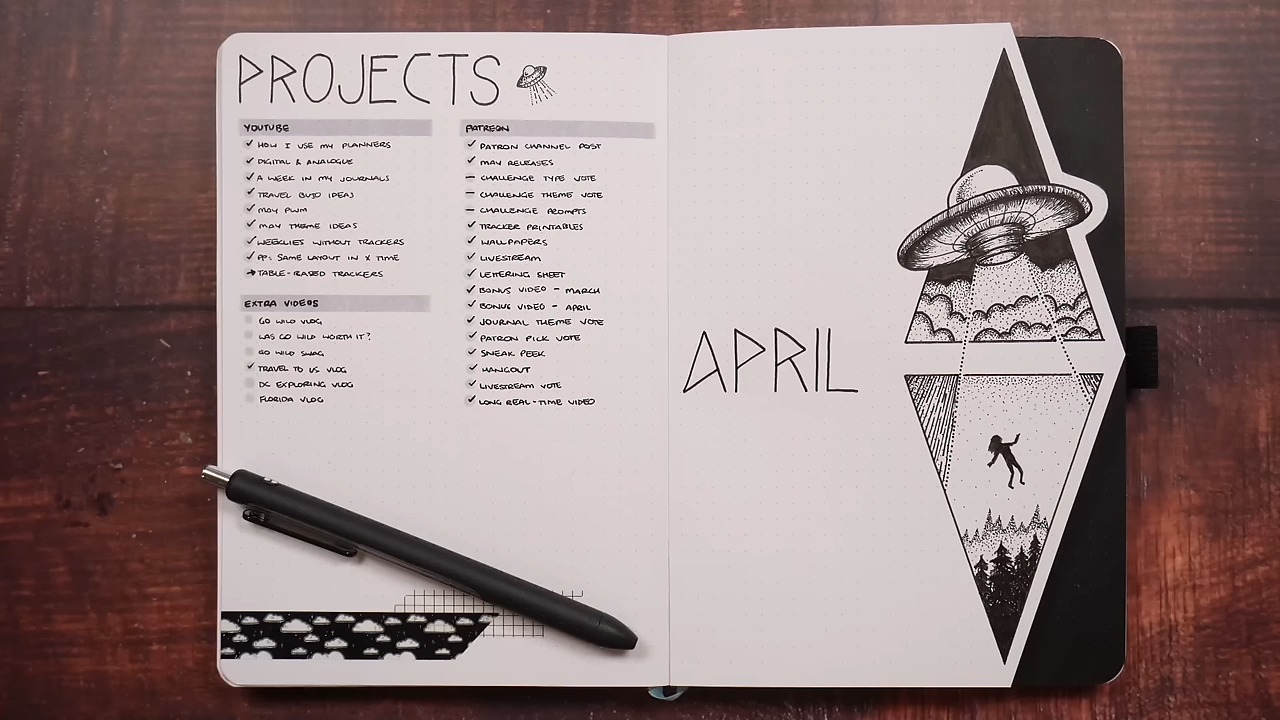 PROJECTS
YOUTUBE
✓ HOW I USE MY PLANNERS
✓ DIGITAL & ANALOGUE
✓ A WEEK IN MY JOURNALS
✓ TRAVEL BUJO IDEAS
✓ MAY PWM
✓ MAY THEME IDEAS
✓ WEEKLIES WITHOUT TRACKERS
✓ PP: SAME LAYOUT IN X TIME
→ TABLE-BASED TRACKERS
EXTRA VIDEOS
GO WILD VLOG
WAS GO WILD WORTH IT?
GO WILD SWAG
✓ TRAVEL TO US VLOG
DC EXPLORING VLOG
FLORIDA VLOG
PATREON
✓ PATRON CHANNEL POST
✓ MAY RELEASES
– CHALLENGE TYPE VOTE
– CHALLENGE THEME VOTE
– CHALLENGE PROMPTS
✓ TRACKER PRINTABLES
✓ WALLPAPERS
✓ LIVESTREAM
✓ LETTERING SHEET
✓ BONUS VIDEO - MARCH
✓ BONUS VIDEO - APRIL
✓ JOURNAL THEME VOTE
✓ PATRON PICK VOTE
✓ SNEAK PEEK
✓ HANGOUT
✓ LIVESTREAM VOTE
✓ LONG REAL-TIME VIDEO
APRIL